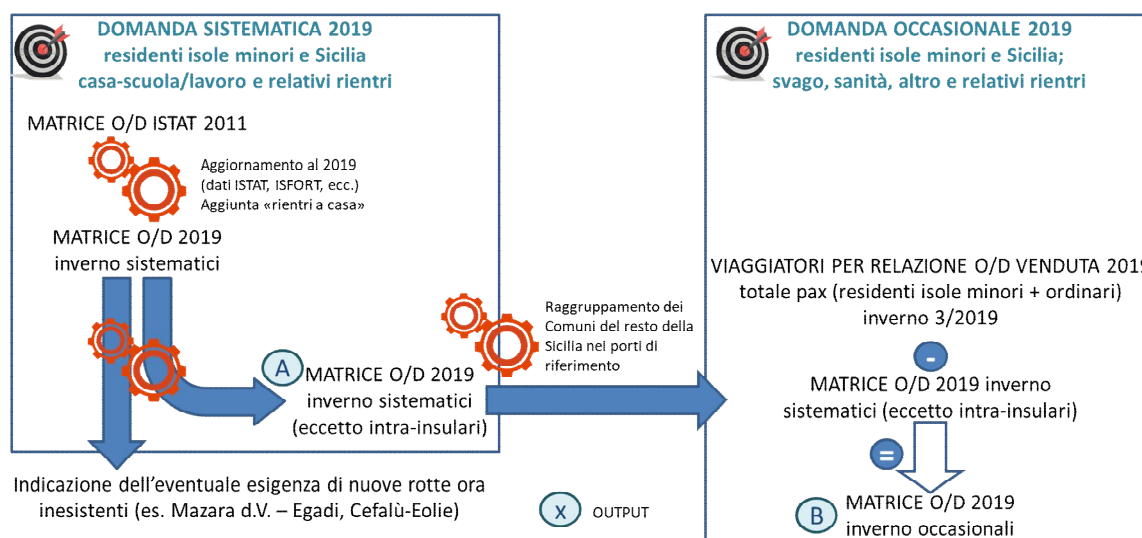 DOMANDA SISTEMATICA 2019
residenti isole minori e Sicilia
casa-scuola/lavoro e relativi rientri
MATRICE O/D ISTAT 2011
Aggiornamento al 2019
(dati ISTAT, ISFORT, ecc.)
Aggiunta «rientri a casa»
MATRICE O/D 2019
inverno sistematici
A
MATRICE O/D 2019
inverno sistematici
(eccetto intra-insulari)
Indicazione dell'eventuale esigenza di nuove rotte ora
inesistenti (es. Mazara d.V. – Egadi, Cefalù-Eolie)
Raggruppamento dei
Comuni del resto della
Sicilia nei porti di
riferimento
X OUTPUT
DOMANDA OCCASIONALE 2019
residenti isole minori e Sicilia;
svago, sanità, altro e relativi rientri
VIAGGIATORI PER RELAZIONE O/D VENDUTA 2019
totale pax (residenti isole minori + ordinari)
inverno 3/2019
-
MATRICE O/D 2019 inverno
sistematici (eccetto intra-insulari)
=
B
MATRICE O/D 2019
inverno occasionali